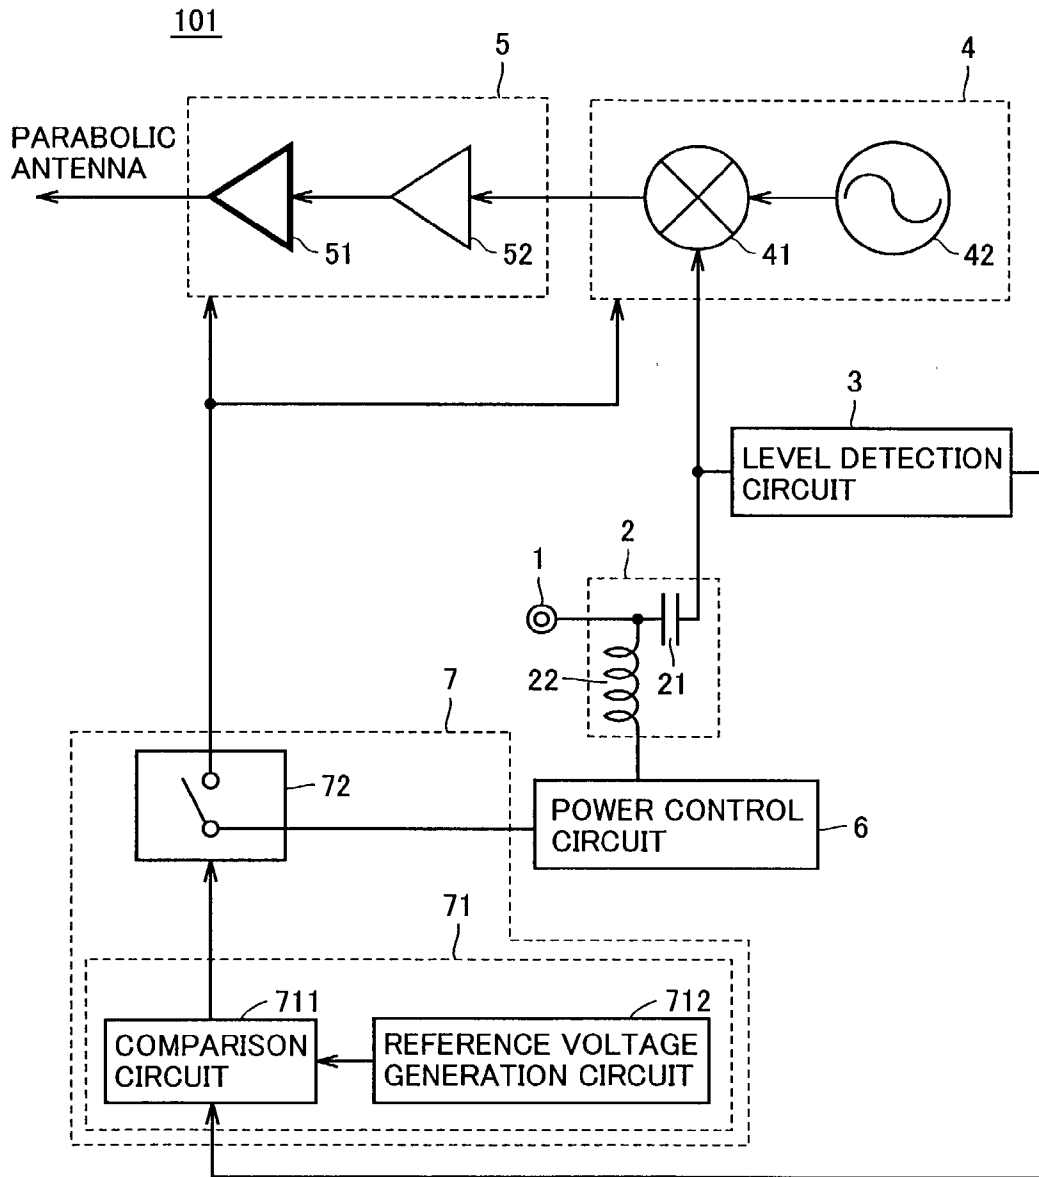 101
5
4
PARABOLIC
ANTENNA
51
52
41
42
3
LEVEL DETECTION
CIRCUIT
2
1
22
21
7
72
POWER CONTROL
CIRCUIT
6
71
711
712
COMPARISON
CIRCUIT
REFERENCE VOLTAGE
GENERATION CIRCUIT